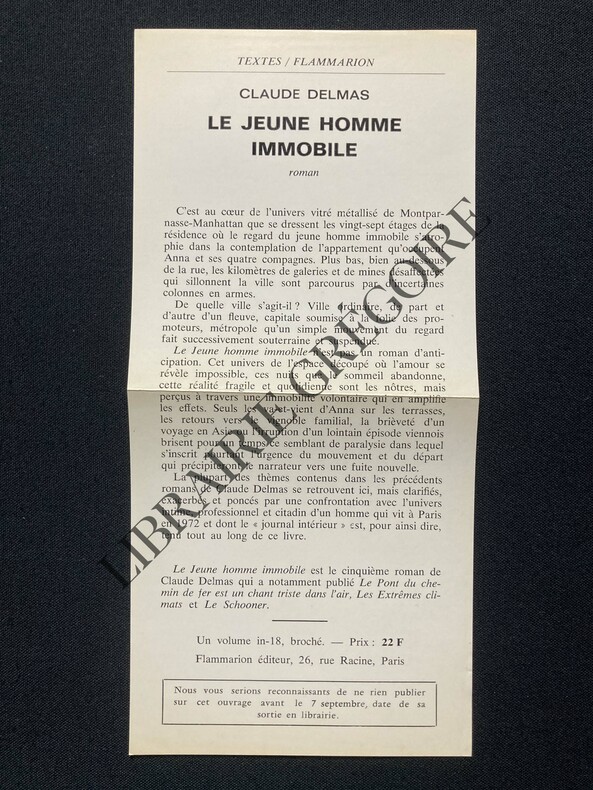 TEXTES / FLAMMARION
CLAUDE DELMAS
LE JEUNE HOMME
IMMOBILE
roman
C'est au cœur de l'univers vitré métallisé de Montpar-
nasse-Manhattan que se dressent les vingt-sept étages de la
résidence où le regard du jeune homme immobile s'atro-
phie dans la contemplation de l'appartement qu'occupent
Anna et ses quatre compagnes. Plus bas, bien au-dessous
de la rue, les kilomètres de galeries et de mines désaffectées
qui sillonnent la ville sont parcourus par d'incertaines
colonnes en armes.
De quelle ville s'agit-il ? Ville ordinaire, de part et
d'autre d'un fleuve, capitale soumise à la folie des pro-
moteurs, métropole qu'un simple mouvement du regard
fait successivement souterraine ou suspendue.
Le Jeune homme immobile n'est pas un roman d'anti-
cipation. Cet univers de l'espace découpé où l'amour se
révèle impossible, ces nuits que le sommeil abandonne,
cette réalité fragile et quotidienne sont les nôtres, mais
perçus à travers une immobilité volontaire qui en amplifie
les effets. Seuls le va-et-vient d'Anna sur les terrasses,
les retours vers le vignoble familial, la brièveté d'un
voyage en Asie ou l'irruption d'un lointain épisode viennois
brisent pour un temps ce semblant de paralysie dans lequel
s'inscrit pourtant l'urgence du mouvement et du départ
qui précipiteront le narrateur vers une fuite nouvelle.
La plupart des thèmes contenus dans les précédents
romans de Claude Delmas se retrouvent ici, mais clarifiés,
exacerbés et poncés par une confrontation avec l'univers
intime, professionnel et citadin d'un homme qui vit à Paris
en 1972 et dont le « journal intérieur » est, pour ainsi dire,
tenu tout au long de ce livre.
Le Jeune homme immobile est le cinquième roman de
Claude Delmas qui a notamment publié Le Pont du che-
min de fer est un chant triste dans l'air, Les Extrêmes cli-
mats et Le Schooner.
Un volume in-18, broché. — Prix : 22 F
Flammarion éditeur, 26, rue Racine, Paris
Nous vous serions reconnaissants de ne rien publier
sur cet ouvrage avant le 7 septembre, date de sa
sortie en librairie.
LIBRAIRIE GRÉGOIRE